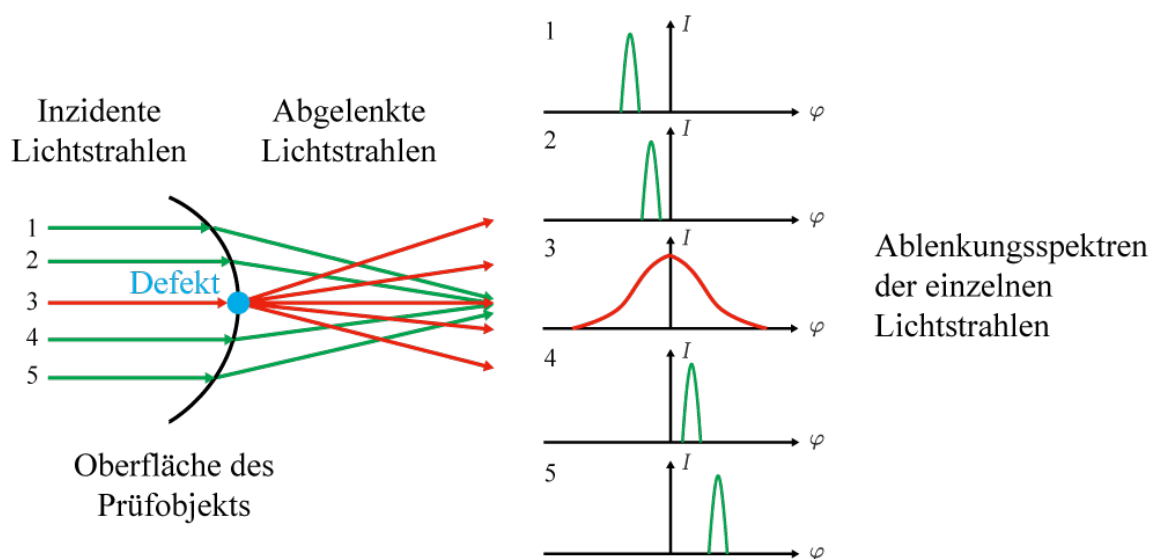 Inzidente
Lichtstrahlen
Abgelenkte
Lichtstrahlen
1
2
Defekt
3
4
5
Oberfläche des
Prüfobjekts
1
I
φ
2
I
φ
3
I
φ
4
I
φ
5
I
φ
Ablenkungsspektren
der einzelnen
Lichtstrahlen